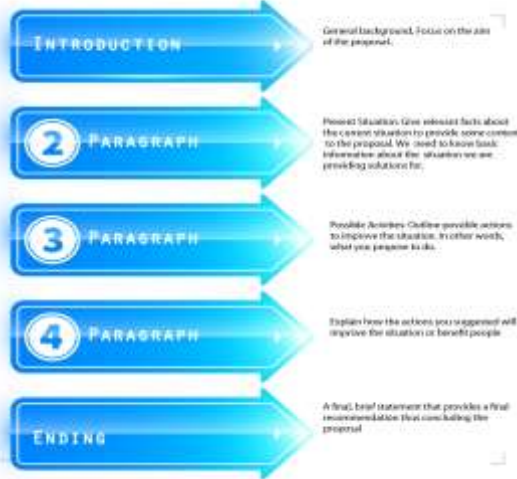 INTRODUCTION
General background. Focus on the aim
of the proposal.
2 PARAGRAPH
Present Situation: Give relevant facts about
the current situation to provide some context
to the proposal. We need to know basic
information about the situation we are
providing solutions for.
3 PARAGRAPH
Possible Activities: Outline possible actions
to improve the situation. In other words,
what you propose to do.
4 PARAGRAPH
Explain how the actions you suggested will
improve the situation or benefit people
ENDING
A final, brief statement that provides a final
recommendation thus concluding the
proposal